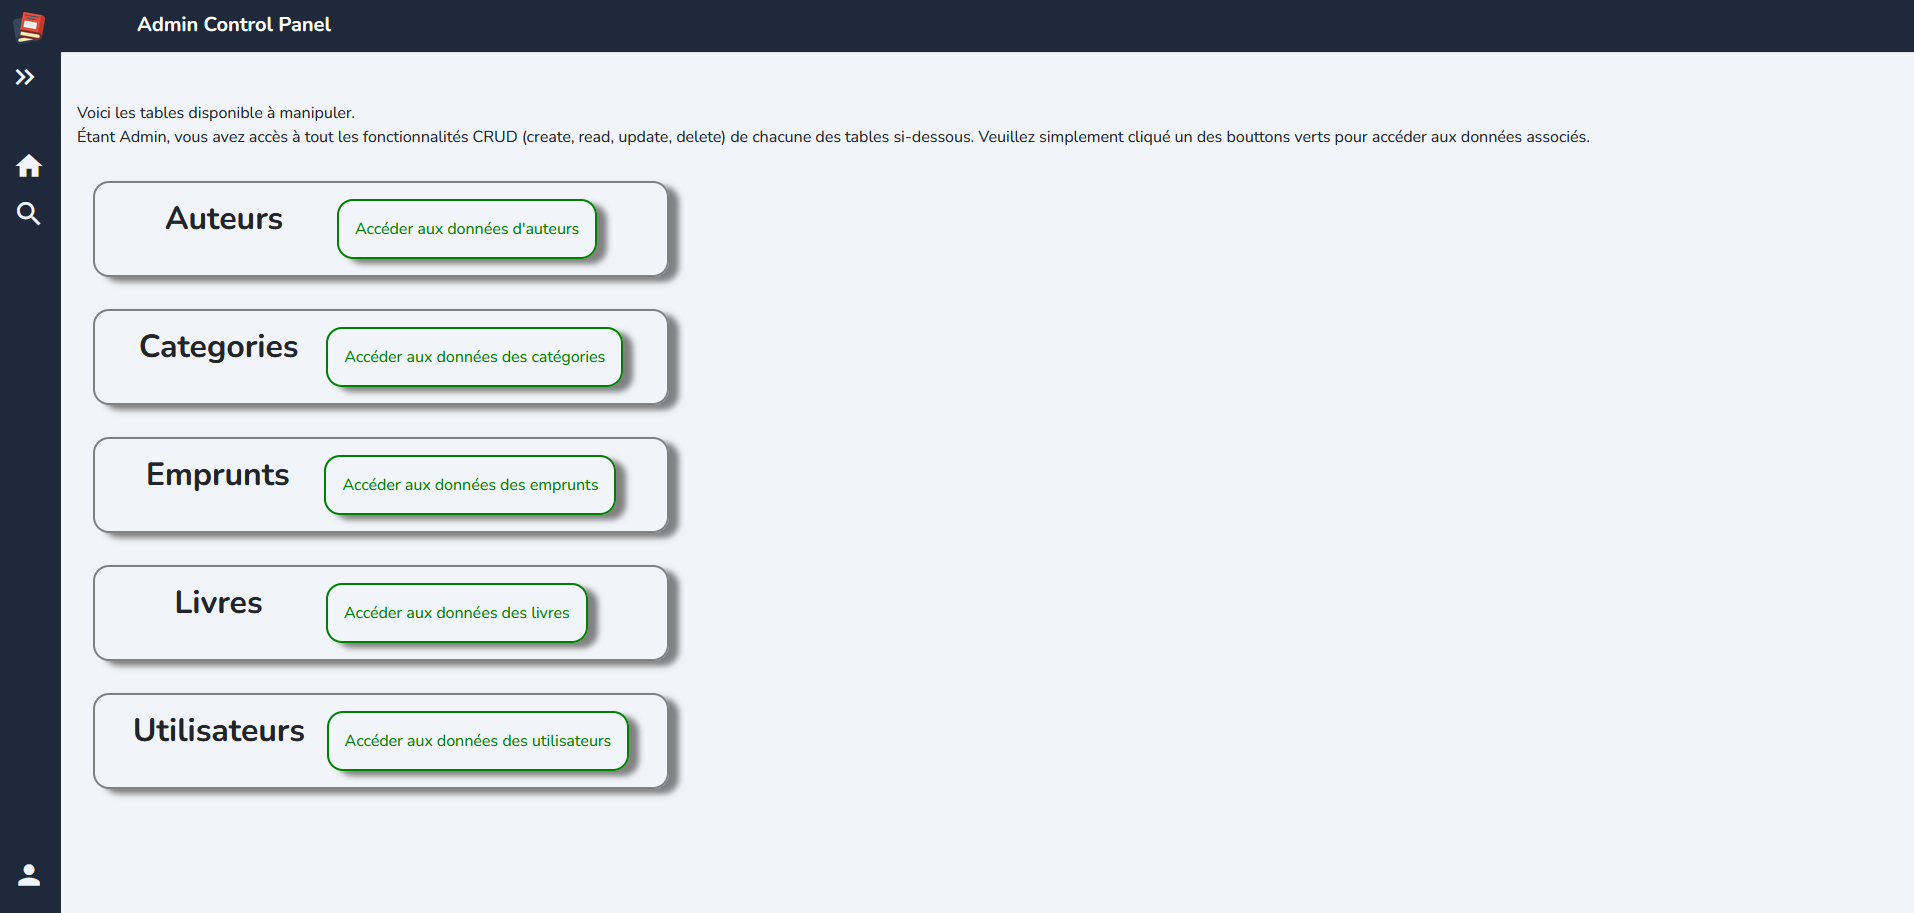 Admin Control Panel
Voici les tables disponible à manipuler.
Étant Admin, vous avez accès à tout les fonctionnalités CRUD (create, read, update, delete) de chacune des tables si-dessous. Veuillez simplement cliqué un des bouttons verts pour accéder aux données associés.
Auteurs
Accéder aux données d'auteurs
Categories
Accéder aux données des catégories
Emprunts
Accéder aux données des emprunts
Livres
Accéder aux données des livres
Utilisateurs
Accéder aux données des utilisateurs